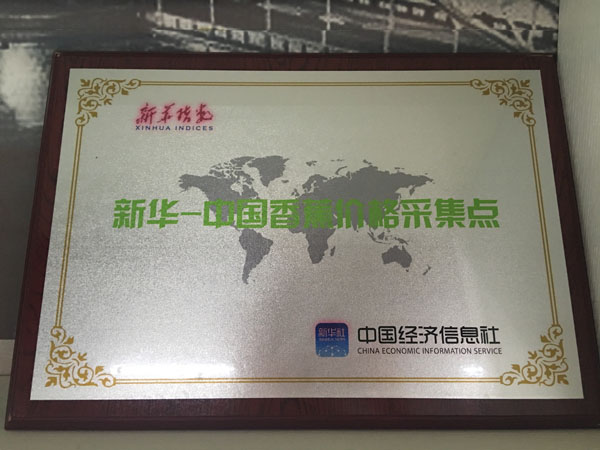 新华指数
XINHUA INDICES
新华-中国香蕉价格采集点
新华社
中国经济信息社
CHINA ECONOMIC INFORMATION SERVICE